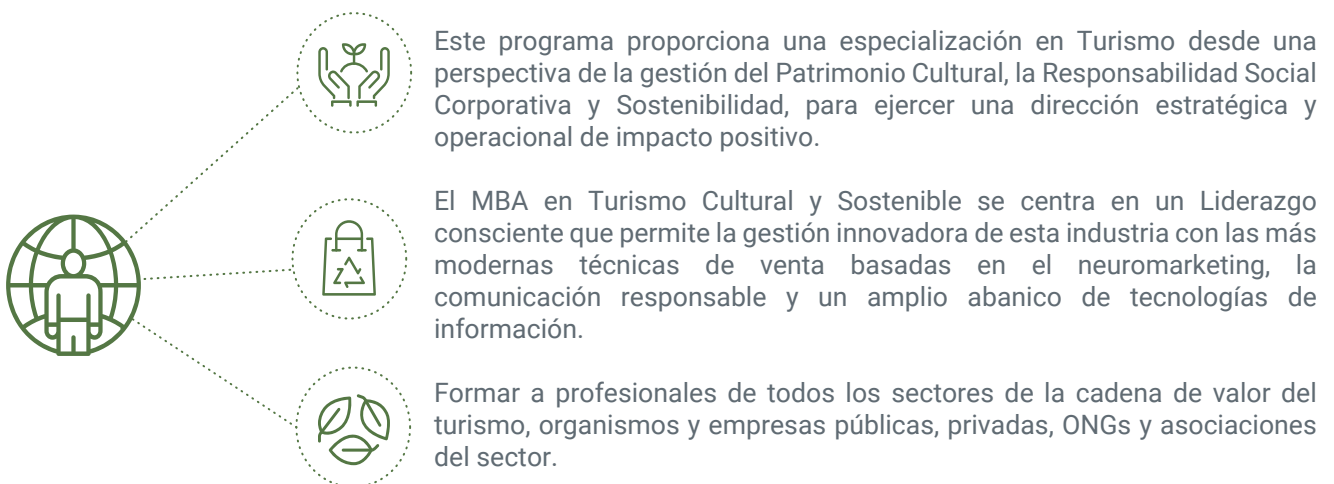 Este programa proporciona una especialización en Turismo desde una
perspectiva de la gestión del Patrimonio Cultural, la Responsabilidad Social
Corporativa y Sostenibilidad, para ejercer una dirección estratégica y
operacional de impacto positivo.
El MBA en Turismo Cultural y Sostenible se centra en un Liderazgo
consciente que permite la gestión innovadora de esta industria con las más
modernas técnicas de venta basadas en el neuromarketing, la
comunicación responsable y un amplio abanico de tecnologías de
información.
Formar a profesionales de todos los sectores de la cadena de valor del
turismo, organismos y empresas públicas, privadas, ONGs y asociaciones
del sector.